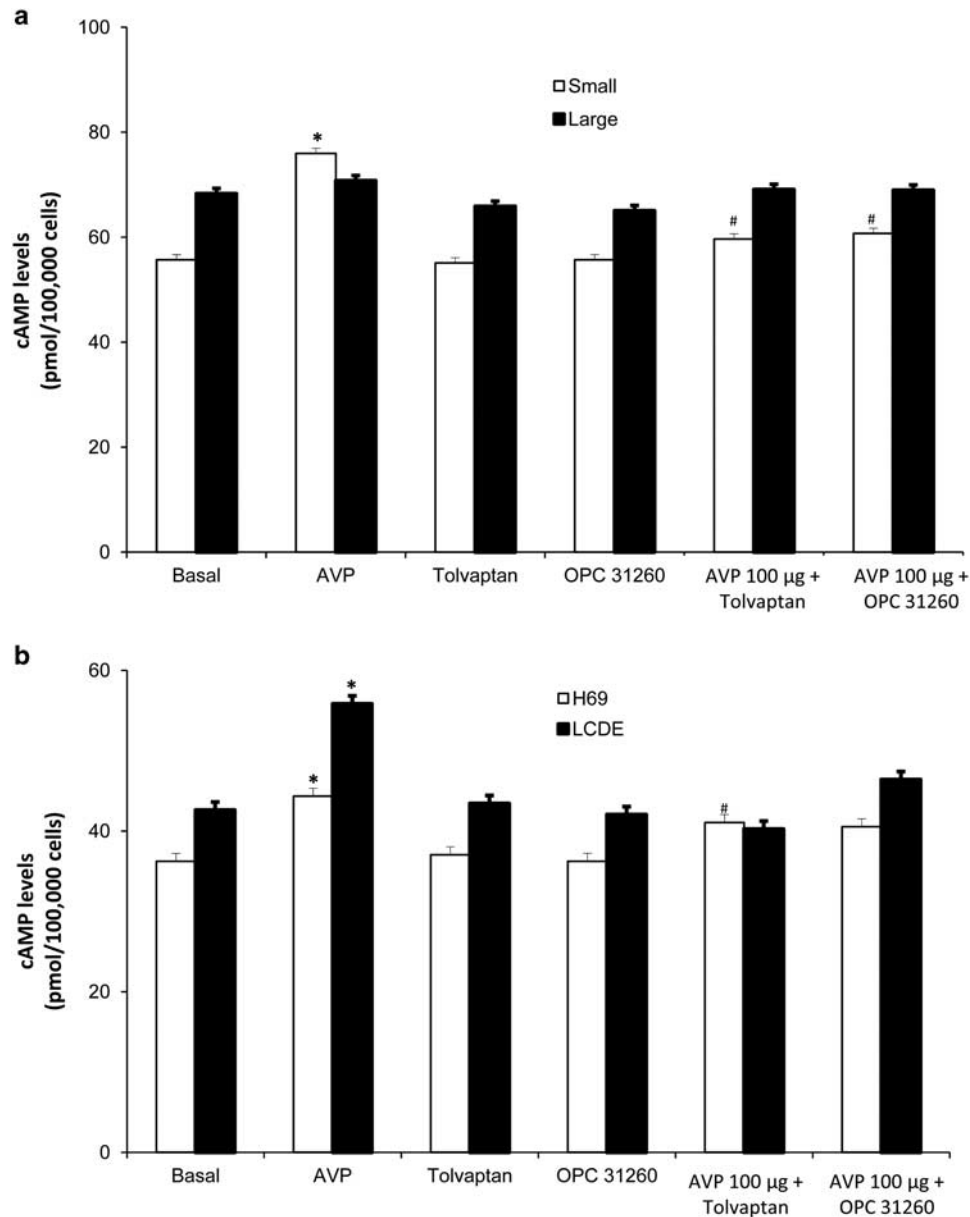 a
100
80
60
40
20
0
cAMP levels
(pmol/100,000 cells)
Small
Large
*
#
#
Basal
AVP
Tolvaptan
OPC 31260
AVP 100 µg +
Tolvaptan
AVP 100 µg +
OPC 31260
b
60
40
20
0
cAMP levels
(pmol/100,000 cells)
H69
LCDE
*
*
#
Basal
AVP
Tolvaptan
OPC 31260
AVP 100 µg +
Tolvaptan
AVP 100 µg +
OPC 31260